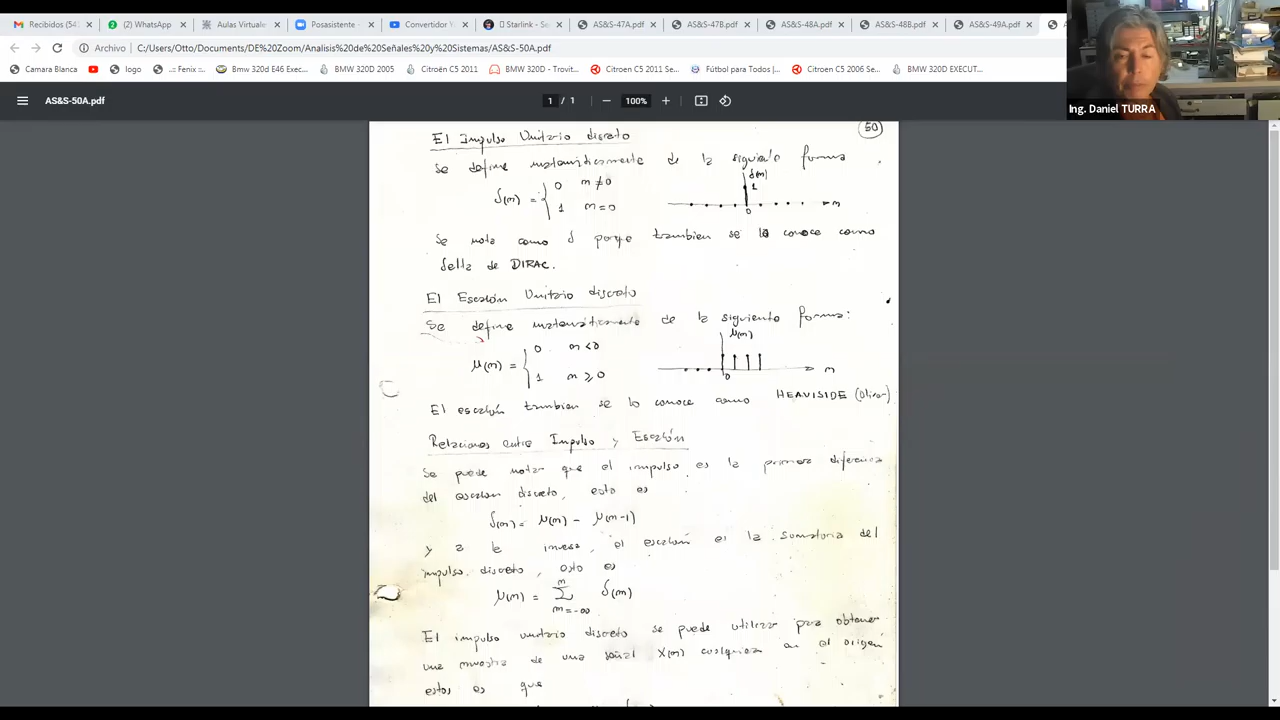 Recibidos (54 (2) WhatsApp Aulas Virtuale Posasistente - Convertidor Y Starlink - Se AS&S-47A.pdf AS&S-47B.pdf AS&S-48A.pdf AS&S-48B.pdf AS&S-49A.pdf
Archivo C:/Users/Otto/Documents/DE%20Zoom/Analisis%20de%20Señales%20y%20Sistemas/AS&S-50A.pdf
Camara Blanca logo ..:: Fenix ::.. Bmw 320d E46 Exec... BMW 320D 2005 Citroën C5 2011 BMW 320D - Trovit... Citroen C5 2011 Se... Fútbol para Todos |... Citroen C5 2006 Se... BMW 320D EXECUT...
AS&S-50A.pdf 1 / 1 100%
Ing. Daniel TURRA
50
El Impulso Unitario discreto
Se define matemáticamente de la siguiente forma
δ(m) = { 0 m ≠ 0
1 m = 0
δ(m)
1
0
m
Se nota como δ porque tambien se lo conoce como
delta de DIRAC.
El Escalón Unitario discreto
Se define matemáticamente de la siguiente forma:
μ(m) = { 0 m < 0
1 m ≥ 0
μ(m)
0
m
El escalón tambien se lo conoce como HEAVISIDE (Oliver)
Relaciones entre Impulso y Escalón
Se puede notar que el impulso es la primer diferencia
del escalon discreto, esto es
δ(m) = μ(m) - μ(m-1)
y a la inversa, el escalón es la sumatoria del
impulso discreto, esto es
μ(m) = Σ δ(m)
m
m=-∞
El impulso unitario discreto se puede utilizar para obtener
una muestra de una señal X(m) cualquiera en el origen
estos es que